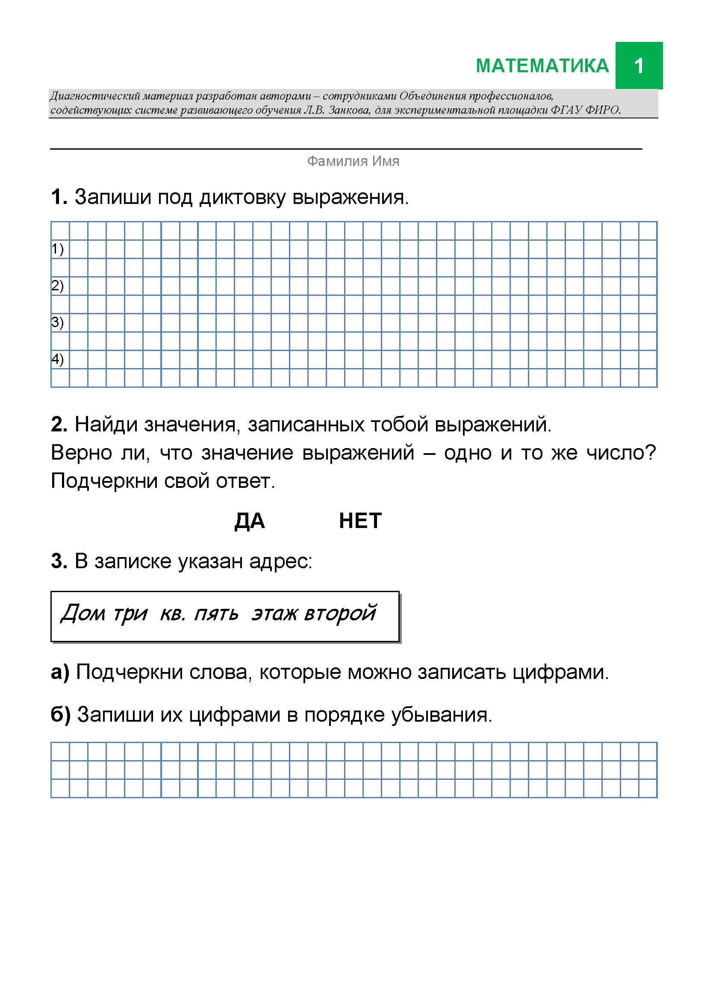 МАТЕМАТИКА 1
Диагностический материал разработан авторами – сотрудниками Объединения профессионалов,
содействующих системе развивающего обучения Л.В. Занкова, для экспериментальной площадки ФГАУ ФИРО.
Фамилия Имя
1. Запиши под диктовку выражения.
1)
2)
3)
4)
2. Найди значения, записанных тобой выражений.
Верно ли, что значение выражений – одно и то же число?
Подчеркни свой ответ.
ДА НЕТ
3. В записке указан адрес:
Дом три кв. пять этаж второй
а) Подчеркни слова, которые можно записать цифрами.
б) Запиши их цифрами в порядке убывания.